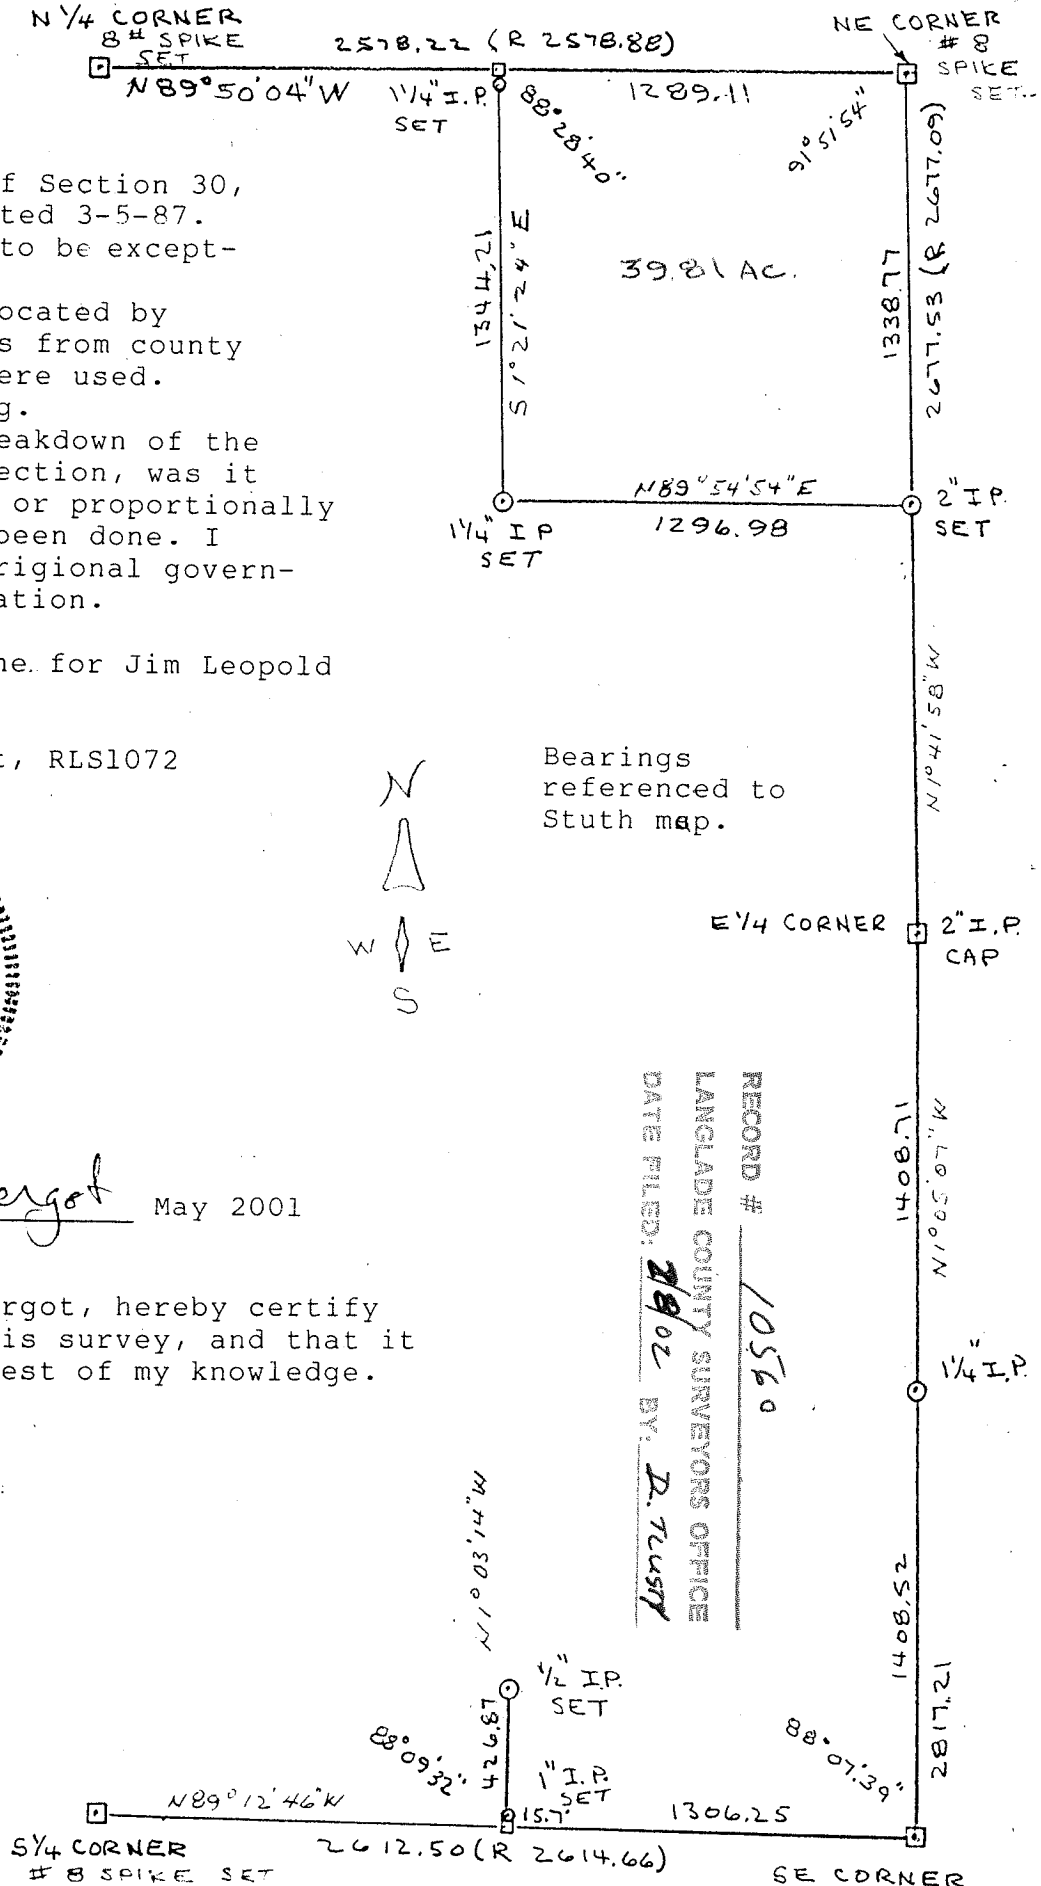 N 1/4 CORNER
8# SPIKE
SET
2578.22 (R 2578.88)
NE CORNER
# 8
SPIKE
SET
N89°50'04"W
1 1/4" I.P.
SET
1289.11
88°28'40"
91°51'54"
2677.53 (R 2677.09)
1338.77
1344.21
S 1°21'24"E
39.81 AC.
f Section 30,
ted 3-5-87.
to be except-
ocated by
s from county
ere used.
g.
eakdown of the
ection, was it
or proportionally
been done. I
rigional govern-
ation.
ne for Jim Leopold
, RLS1072
N89°54'54"E
1296.98
1 1/4" I P
SET
2" I P.
SET
N1°41'58"W
Bearings
referenced to
Stuth map.
N
W E
S
E 1/4 CORNER
2" I.P.
CAP
RECORD # 10560
LANGLADE COUNTY SURVEYORS OFFICE
DATE FILED: 2/8/02 BY: D. TLUSTY
1408.71
N1°05'07"W
ergot May 2001
rgot, hereby certify
is survey, and that it
est of my knowledge.
1 1/4" I.P.
N1°03'14"W
1/2" I.P.
SET
426.87
88°09'32"
1" I.P.
SET
15.7'
1408.52
2817.21
88°07'39"
N89°12'46"W
1306.25
S 1/4 CORNER
# 8 SPIKE SET
2612.50 (R 2614.66)
SE CORNER